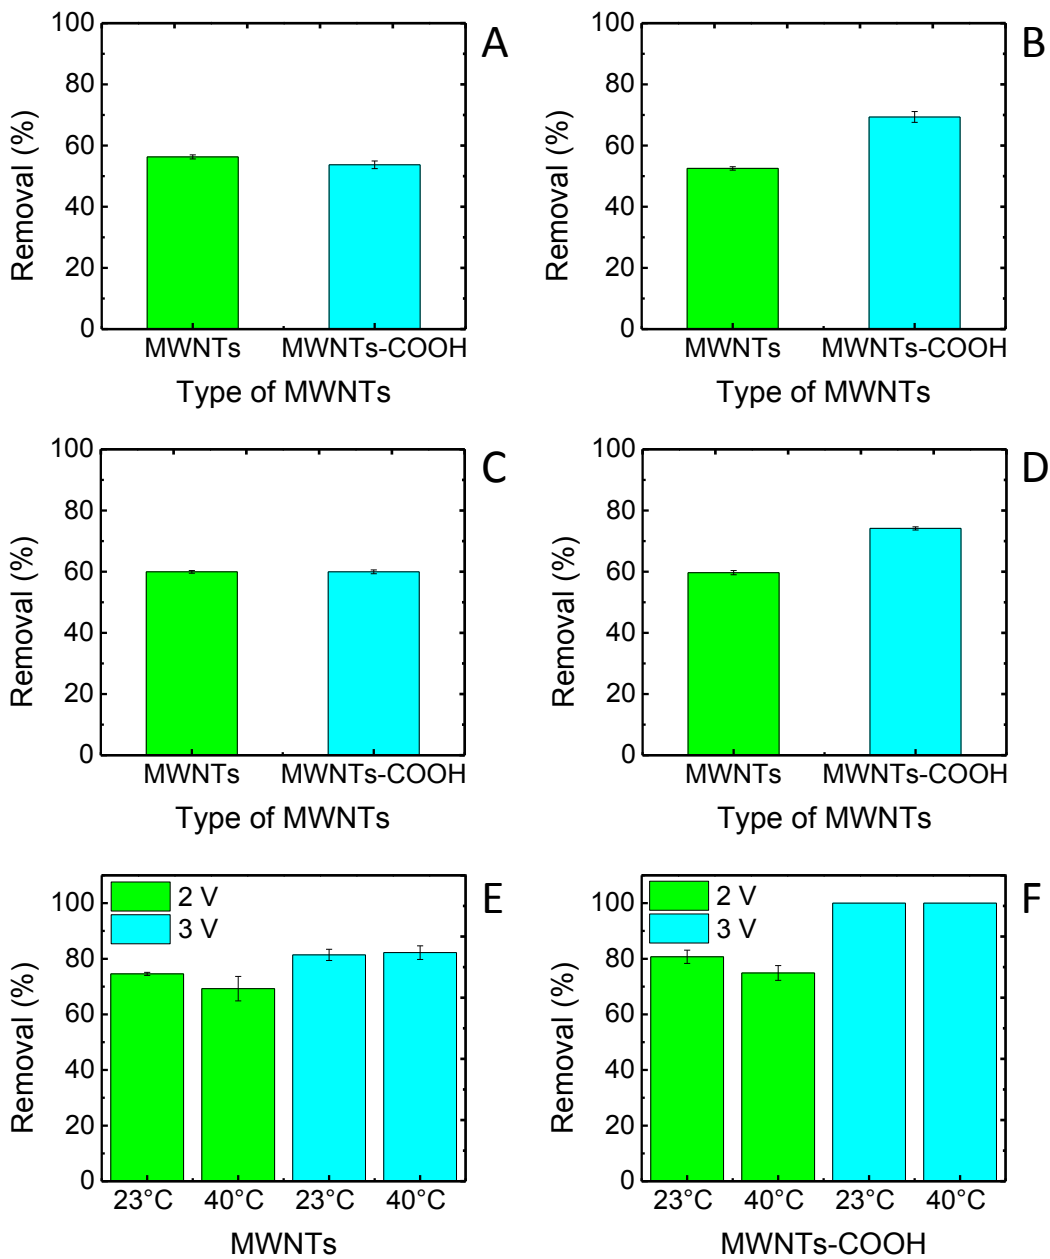 A
Removal (%)
100
80
60
40
20
0
MWNTs MWNTs-COOH
Type of MWNTs
B
Removal (%)
100
80
60
40
20
0
MWNTs MWNTs-COOH
Type of MWNTs
C
Removal (%)
100
80
60
40
20
0
MWNTs MWNTs-COOH
Type of MWNTs
D
Removal (%)
100
80
60
40
20
0
MWNTs MWNTs-COOH
Type of MWNTs
E
2 V
3 V
Removal (%)
100
80
60
40
20
0
23°C 40°C 23°C 40°C
MWNTs
F
2 V
3 V
Removal (%)
100
80
60
40
20
0
23°C 40°C 23°C 40°C
MWNTs-COOH